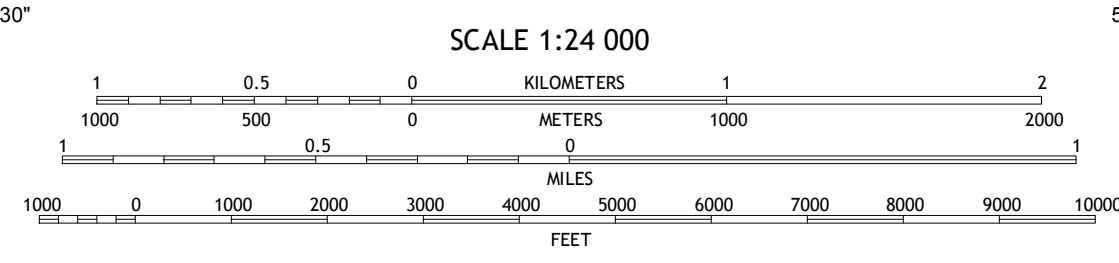 30" 5
SCALE 1:24 000
1 0.5 0 KILOMETERS 1 2
1000 500 0 METERS 1000 2000
1 0.5 0 1
MILES
1000 0 1000 2000 3000 4000 5000 6000 7000 8000 9000 10000
FEET